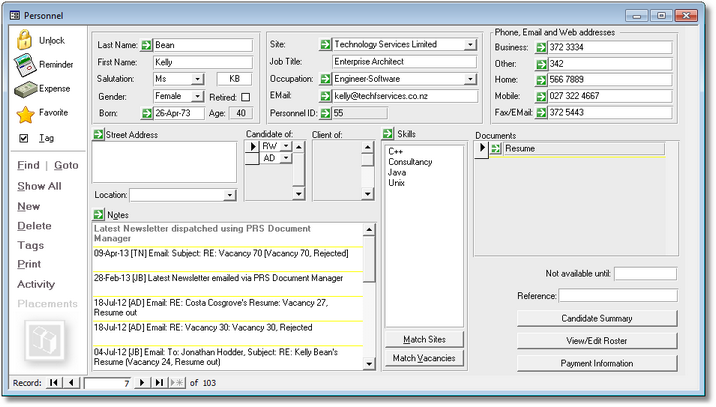 Personnel
Unlock
Reminder
Expense
Favorite
Tag
Find | Goto
Show All
New
Delete
Tags
Print
Activity
Placements
Last Name: Bean
First Name: Kelly
Salutation: Ms KB
Gender: Female Retired:
Born: 26-Apr-73 Age: 40
Site: Technology Services Limited
Job Title: Enterprise Architect
Occupation: Engineer-Software
EMail: kelly@techfservices.co.nz
Personnel ID: 55
Phone, Email and Web addresses
Business: 372 3334
Other: 342
Home: 566 7889
Mobile: 027 322 4667
Fax/EMail: 372 5443
Street Address
Location:
Candidate of:
RW
AD
Client of:
Skills
C++
Consultancy
Java
Unix
Match Sites
Match Vacancies
Documents
Resume
Notes
Latest Newsletter dispatched using PRS Document
Manager
09-Apr-13 [TN] Email: Subject: RE: Vacancy 70 [Vacancy 70, Rejected]
28-Feb-13 [JB] Latest Newsletter emailed via PRS Document Manager
18-Jul-12 [AD] Email: RE: Costa Cosgrove's Resume: Vacancy 27,
Resume out
18-Jul-12 [AD] Email: RE: Vacancy 30: Vacancy 30, Rejected
04-Jul-12 [JB] Email: To: Jonathan Hodder, Subject: RE: Kelly Bean's
Resume (Vacancy 24, Resume out]
Not available until:
Reference:
Candidate Summary
View/Edit Roster
Payment Information
Record: 7 of 103